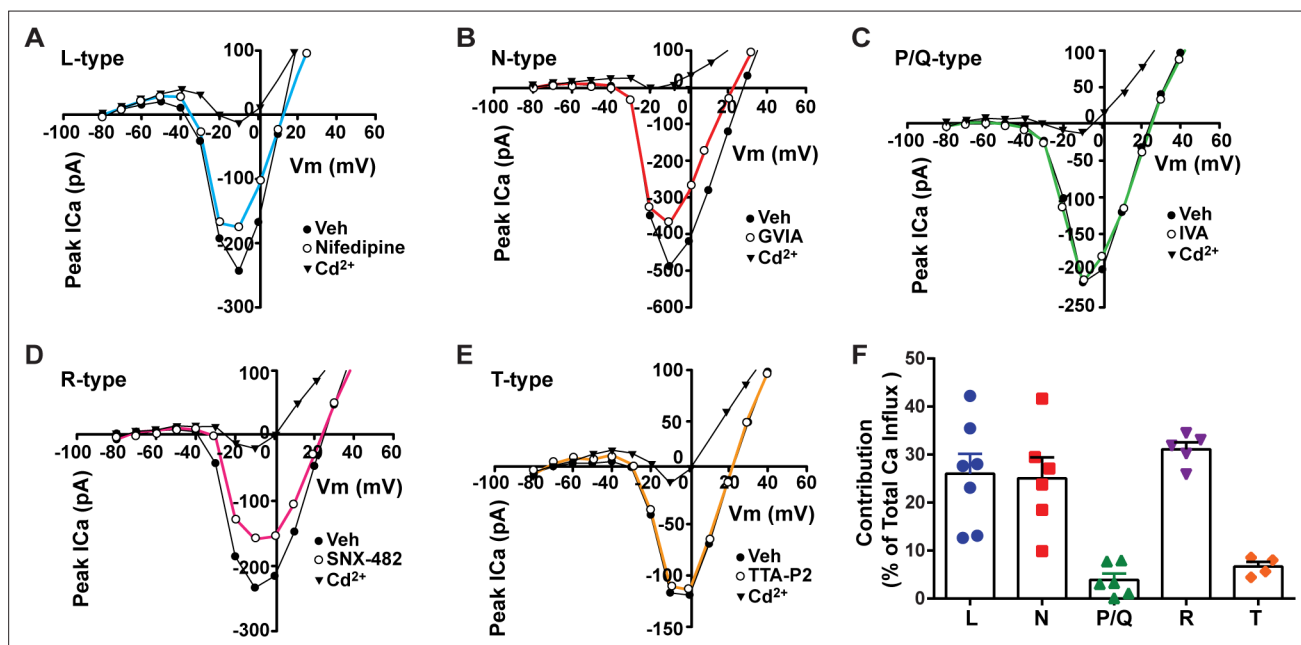 A
L-type
100
0
-100
-80
-60
-40
-20
0
20
40
60
Vm (mV)
Peak ICa (pA)
-100
-200
-300
Veh
Nifedipine
Cd²⁺
B
N-type
100
0
-100
-80
-60
-40
-20
0
20
40
60
Vm (mV)
Peak ICa (pA)
-100
-200
-300
-400
-500
-600
Veh
GVIA
Cd²⁺
C
P/Q-type
100
50
0
-100
-80
-60
-40
-20
0
20
40
60
Vm (mV)
Peak ICa (pA)
-50
-100
-150
-200
-250
Veh
IVA
Cd²⁺
D
R-type
100
0
-100
-80
-60
-40
-20
0
20
40
60
Vm (mV)
Peak ICa (pA)
-100
-200
-300
Veh
SNX-482
Cd²⁺
E
T-type
100
50
0
-100
-80
-60
-40
-20
0
20
40
60
Vm (mV)
Peak ICa (pA)
-50
-100
-150
Veh
TTA-P2
Cd²⁺
F
Contribution
(% of Total Ca Influx )
50
40
30
20
10
0
L
N
P/Q
R
T